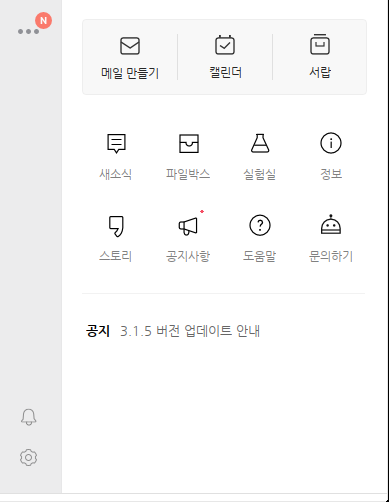 N
메일 만들기 캘린더 서랍
새소식 파일박스 실험실 정보
스토리 공지사항 도움말 문의하기
공지 3.1.5 버전 업데이트 안내